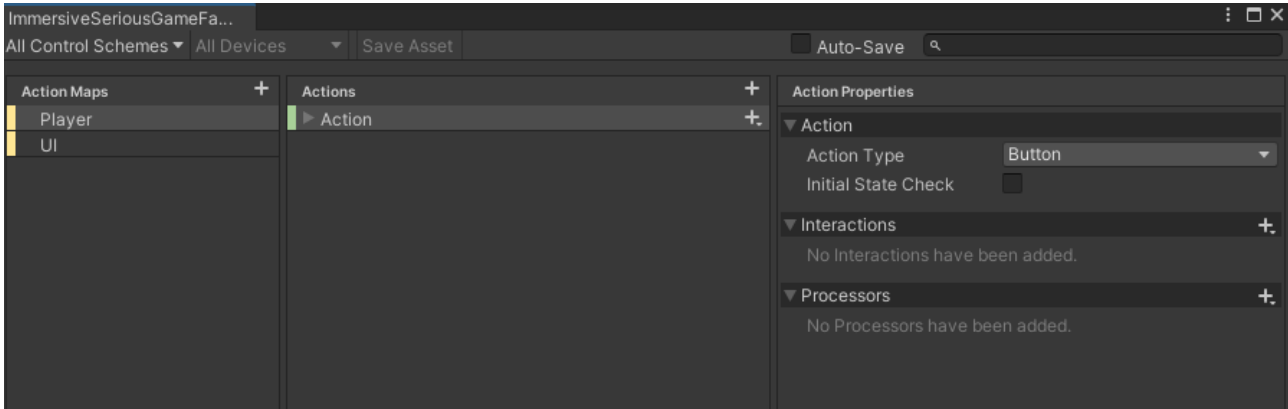 ImmersiveSeriousGameFa...
All Control Schemes All Devices Save Asset Auto-Save
Action Maps
Player
UI
Actions
Action
Action Properties
Action
Action Type Button
Initial State Check
Interactions
No Interactions have been added.
Processors
No Processors have been added.